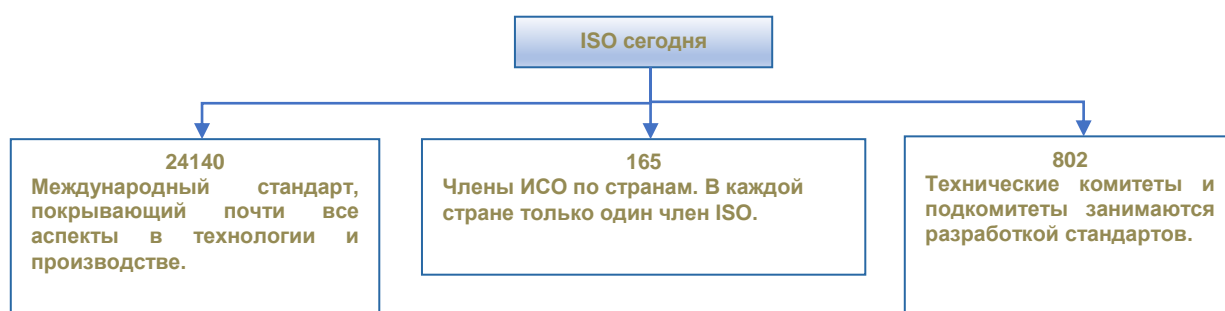 ISO сегодня
24140
Международный стандарт,
покрывающий почти все
аспекты в технологии и
производстве.
165
Члены ИСО по странам. В каждой
стране только один член ISO.
802
Технические комитеты и
подкомитеты занимаются
разработкой стандартов.